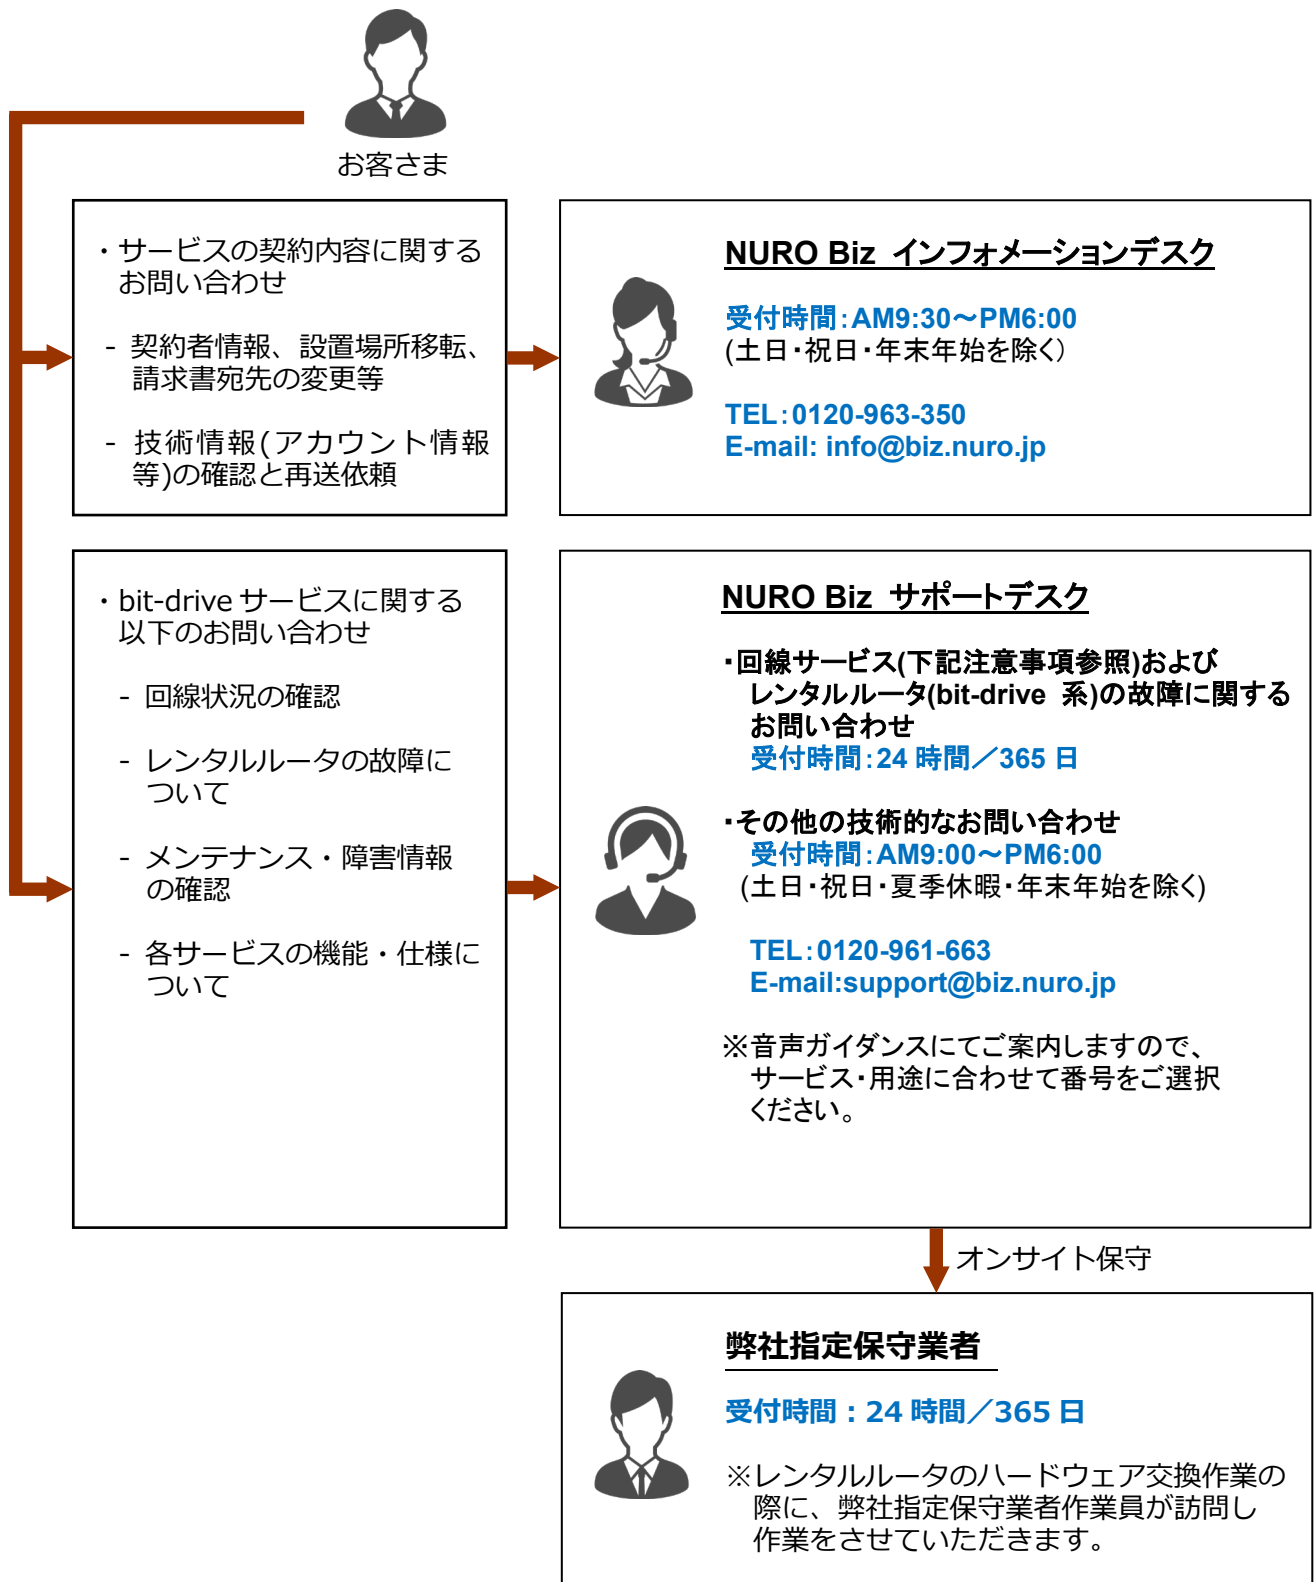 お客さま
・サービスの契約内容に関する
お問い合わせ
- 契約者情報、設置場所移転、
請求書宛先の変更等
- 技術情報(アカウント情報
等)の確認と再送依頼
NURO Biz インフォメーションデスク
受付時間：AM9:30～PM6:00
(土日・祝日・年末年始を除く）
TEL：0120-963-350
E-mail: info@biz.nuro.jp
・bit-drive サービスに関する
以下のお問い合わせ
- 回線状況の確認
- レンタルルータの故障に
ついて
- メンテナンス・障害情報
の確認
- 各サービスの機能・仕様に
ついて
NURO Biz サポートデスク
・回線サービス(下記注意事項参照)および
レンタルルータ(bit-drive 系)の故障に関する
お問い合わせ
受付時間：24 時間／365 日
・その他の技術的なお問い合わせ
受付時間：AM9:00～PM6:00
(土日・祝日・夏季休暇・年末年始を除く)
TEL：0120-961-663
E-mail:support@biz.nuro.jp
※音声ガイダンスにてご案内しますので、
サービス・用途に合わせて番号をご選択
ください。
オンサイト保守
弊社指定保守業者
受付時間：24 時間／365 日
※レンタルルータのハードウェア交換作業の
際に、弊社指定保守業者作業員が訪問し
作業をさせていただきます。